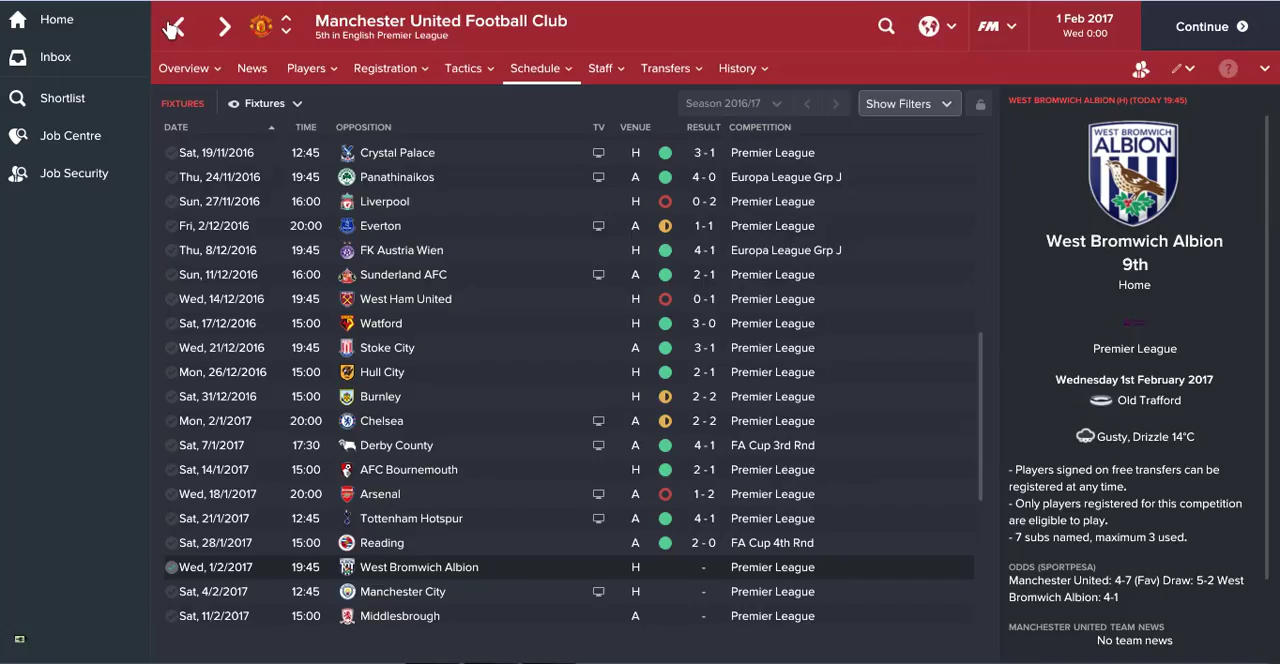 Home
Inbox
Shortlist
Job Centre
Job Security
Manchester United Football Club
5th in English Premier League
FM
1 Feb 2017
Wed 0:00
Continue
Overview News Players Registration Tactics Schedule Staff Transfers History
?
FIXTURES Fixtures Season 2016/17 Show Filters
DATE TIME OPPOSITION TV VENUE RESULT COMPETITION
Sat, 19/11/2016 12:45 Crystal Palace H 3 - 1 Premier League
Thu, 24/11/2016 19:45 Panathinaikos A 4 - 0 Europa League Grp J
Sun, 27/11/2016 16:00 Liverpool H 0 - 2 Premier League
Fri, 2/12/2016 20:00 Everton A 1 - 1 Premier League
Thu, 8/12/2016 19:45 FK Austria Wien H 4 - 1 Europa League Grp J
Sun, 11/12/2016 16:00 Sunderland AFC A 2 - 1 Premier League
Wed, 14/12/2016 19:45 West Ham United H 0 - 1 Premier League
Sat, 17/12/2016 15:00 Watford H 3 - 0 Premier League
Wed, 21/12/2016 19:45 Stoke City A 3 - 1 Premier League
Mon, 26/12/2016 15:00 Hull City H 2 - 1 Premier League
Sat, 31/12/2016 15:00 Burnley H 2 - 2 Premier League
Mon, 2/1/2017 20:00 Chelsea A 2 - 2 Premier League
Sat, 7/1/2017 17:30 Derby County A 4 - 1 FA Cup 3rd Rnd
Sat, 14/1/2017 15:00 AFC Bournemouth H 2 - 1 Premier League
Wed, 18/1/2017 20:00 Arsenal A 1 - 2 Premier League
Sat, 21/1/2017 12:45 Tottenham Hotspur A 4 - 1 Premier League
Sat, 28/1/2017 15:00 Reading A 2 - 0 FA Cup 4th Rnd
Wed, 1/2/2017 19:45 West Bromwich Albion H - Premier League
Sat, 4/2/2017 12:45 Manchester City H - Premier League
Sat, 11/2/2017 15:00 Middlesbrough A - Premier League
WEST BROMWICH ALBION (H) (TODAY 19:45)
WEST BROMWICH
ALBION
West Bromwich Albion
9th
Home
Premier League
Wednesday 1st February 2017
Old Trafford
Gusty, Drizzle 14°C
- Players signed on free transfers can be
registered at any time.
- Only players registered for this competition
are eligible to play.
- 7 subs named, maximum 3 used.
ODDS (SPORTPESA)
Manchester United: 4-7 (Fav) Draw: 5-2 West
Bromwich Albion: 4-1
MANCHESTER UNITED TEAM NEWS
No team news